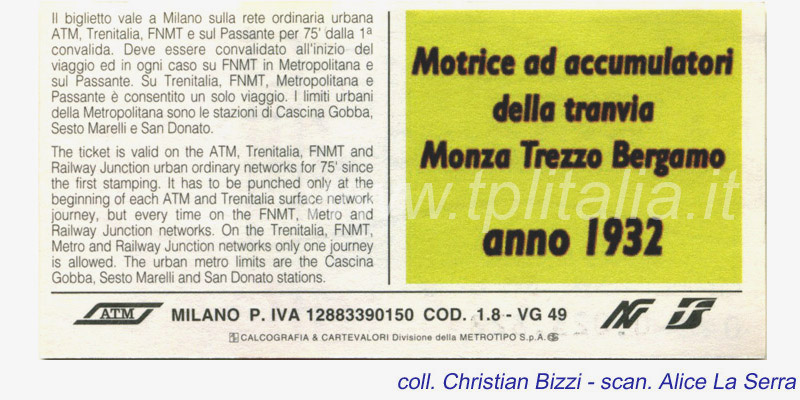 Il biglietto vale a Milano sulla rete ordinaria urbana
ATM, Trenitalia, FNMT e sul Passante per 75' dalla 1ª
convalida. Deve essere convalidato all'inizio del
viaggio ed in ogni caso su FNMT in Metropolitana e
sul Passante. Su Trenitalia, FNMT, Metropolitana e
Passante è consentito un solo viaggio. I limiti urbani
della Metropolitana sono le stazioni di Cascina Gobba,
Sesto Marelli e San Donato.
The ticket is valid on the ATM, Trenitalia, FNMT and
Railway Junction urban ordinary networks for 75' since
the first stamping. It has to be punched only at the
beginning of each ATM and Trenitalia surface network
journey, but every time on the FNMT, Metro and
Railway Junction networks. On the Trenitalia, FNMT,
Metro and Railway Junction networks only one journey
is allowed. The urban metro limits are the Cascina
Gobba, Sesto Marelli and San Donato stations.
Motrice ad accumulatori
della tranvia
Monza Trezzo Bergamo
anno 1932
www.tplitalia.it
ATM MILANO P. IVA 12883390150 COD. 1.8 - VG 49
CALCOGRAFIA & CARTEVALORI Divisione della METROTIPO S.p.A.
coll. Christian Bizzi - scan. Alice La Serra